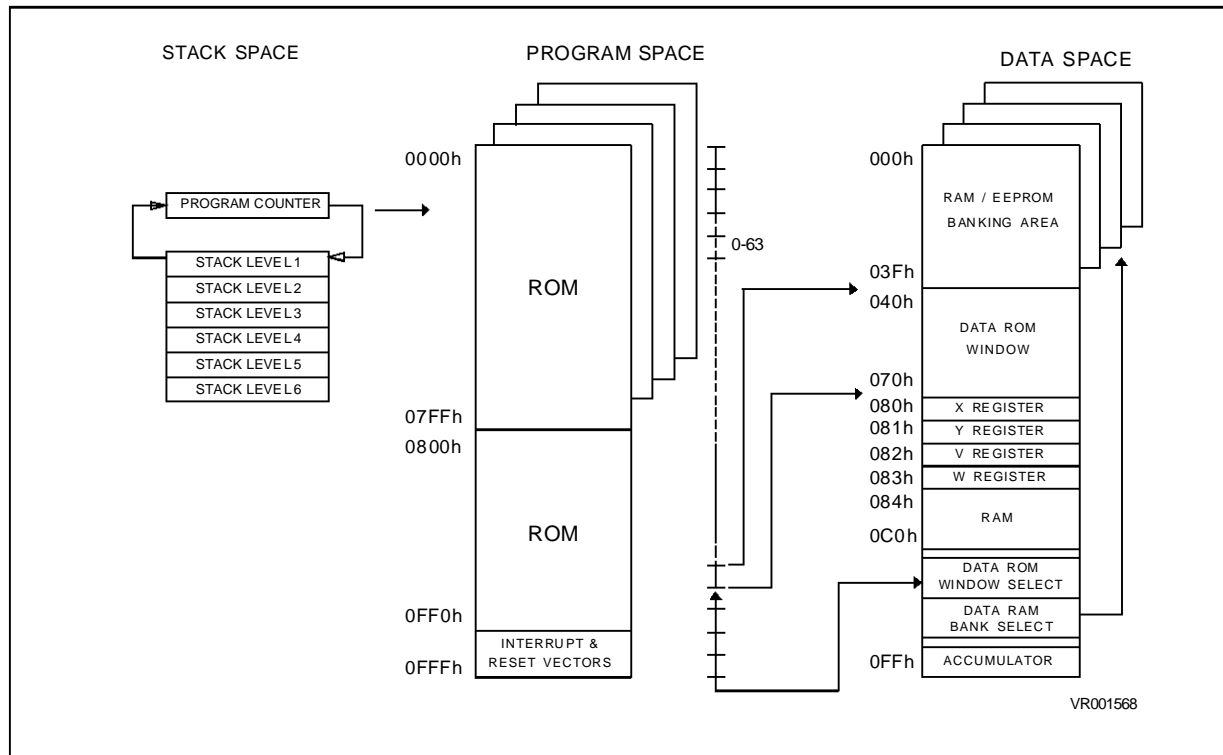 STACK SPACE
PROGRAM COUNTER
STACK LEVEL 1
STACK LEVEL 2
STACK LEVEL 3
STACK LEVEL 4
STACK LEVEL 5
STACK LEVEL 6
PROGRAM SPACE
0000h
ROM
07FFh
0800h
ROM
0FF0h
INTERRUPT &
RESET VECTORS
0FFFh
0-63
DATA SPACE
000h
RAM / EEPROM
BANKING AREA
03Fh
040h
DATA ROM
WINDOW
070h
080h
X REGISTER
081h
Y REGISTER
082h
V REGISTER
083h
W REGISTER
084h
RAM
0C0h
DATA ROM
WINDOW SELECT
DATA RAM
BANK SELECT
0FFh
ACCUMULATOR
VR001568